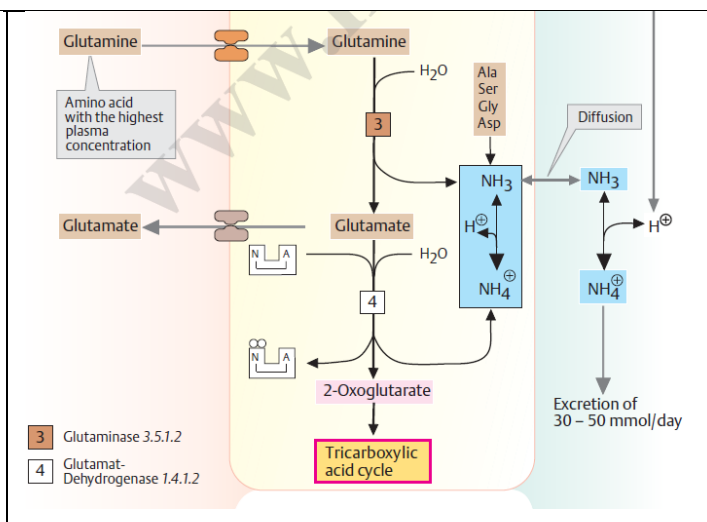 Glutamine
Glutamine
H2O
Amino acid
with the highest
plasma
concentration
3
Ala
Ser
Gly
Asp
Diffusion
NH3
NH3
Glutamate
Glutamate
H⊕
H⊕
N A
H2O
NH4⊕
NH4⊕
4
N A
2-Oxoglutarate
Excretion of
30 – 50 mmol/day
3 Glutaminase 3.5.1.2
4 Glutamat-
Dehydrogenase 1.4.1.2
Tricarboxylic
acid cycle
www.